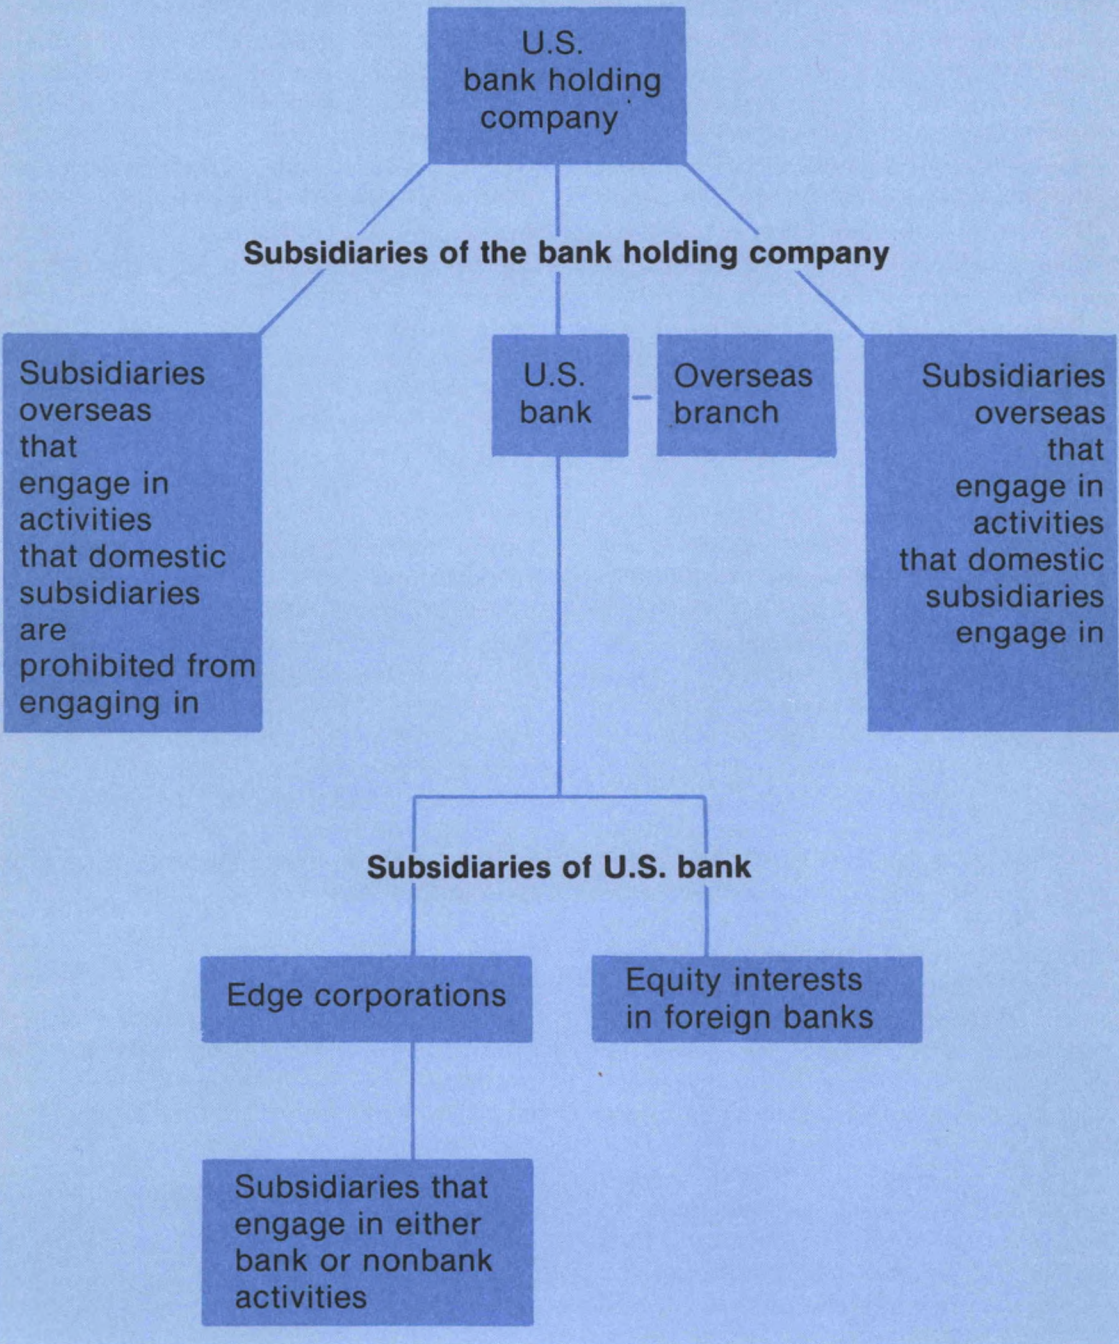 U.S.
bank holding
company
Subsidiaries of the bank holding company
Subsidiaries
overseas
that
engage in
activities
that domestic
subsidiaries
are
prohibited from
engaging in
U.S.
bank
Overseas
branch
Subsidiaries
overseas
that
engage in
activities
that domestic
subsidiaries
engage in
Subsidiaries of U.S. bank
Edge corporations
Equity interests
in foreign banks
Subsidiaries that
engage in either
bank or nonbank
activities